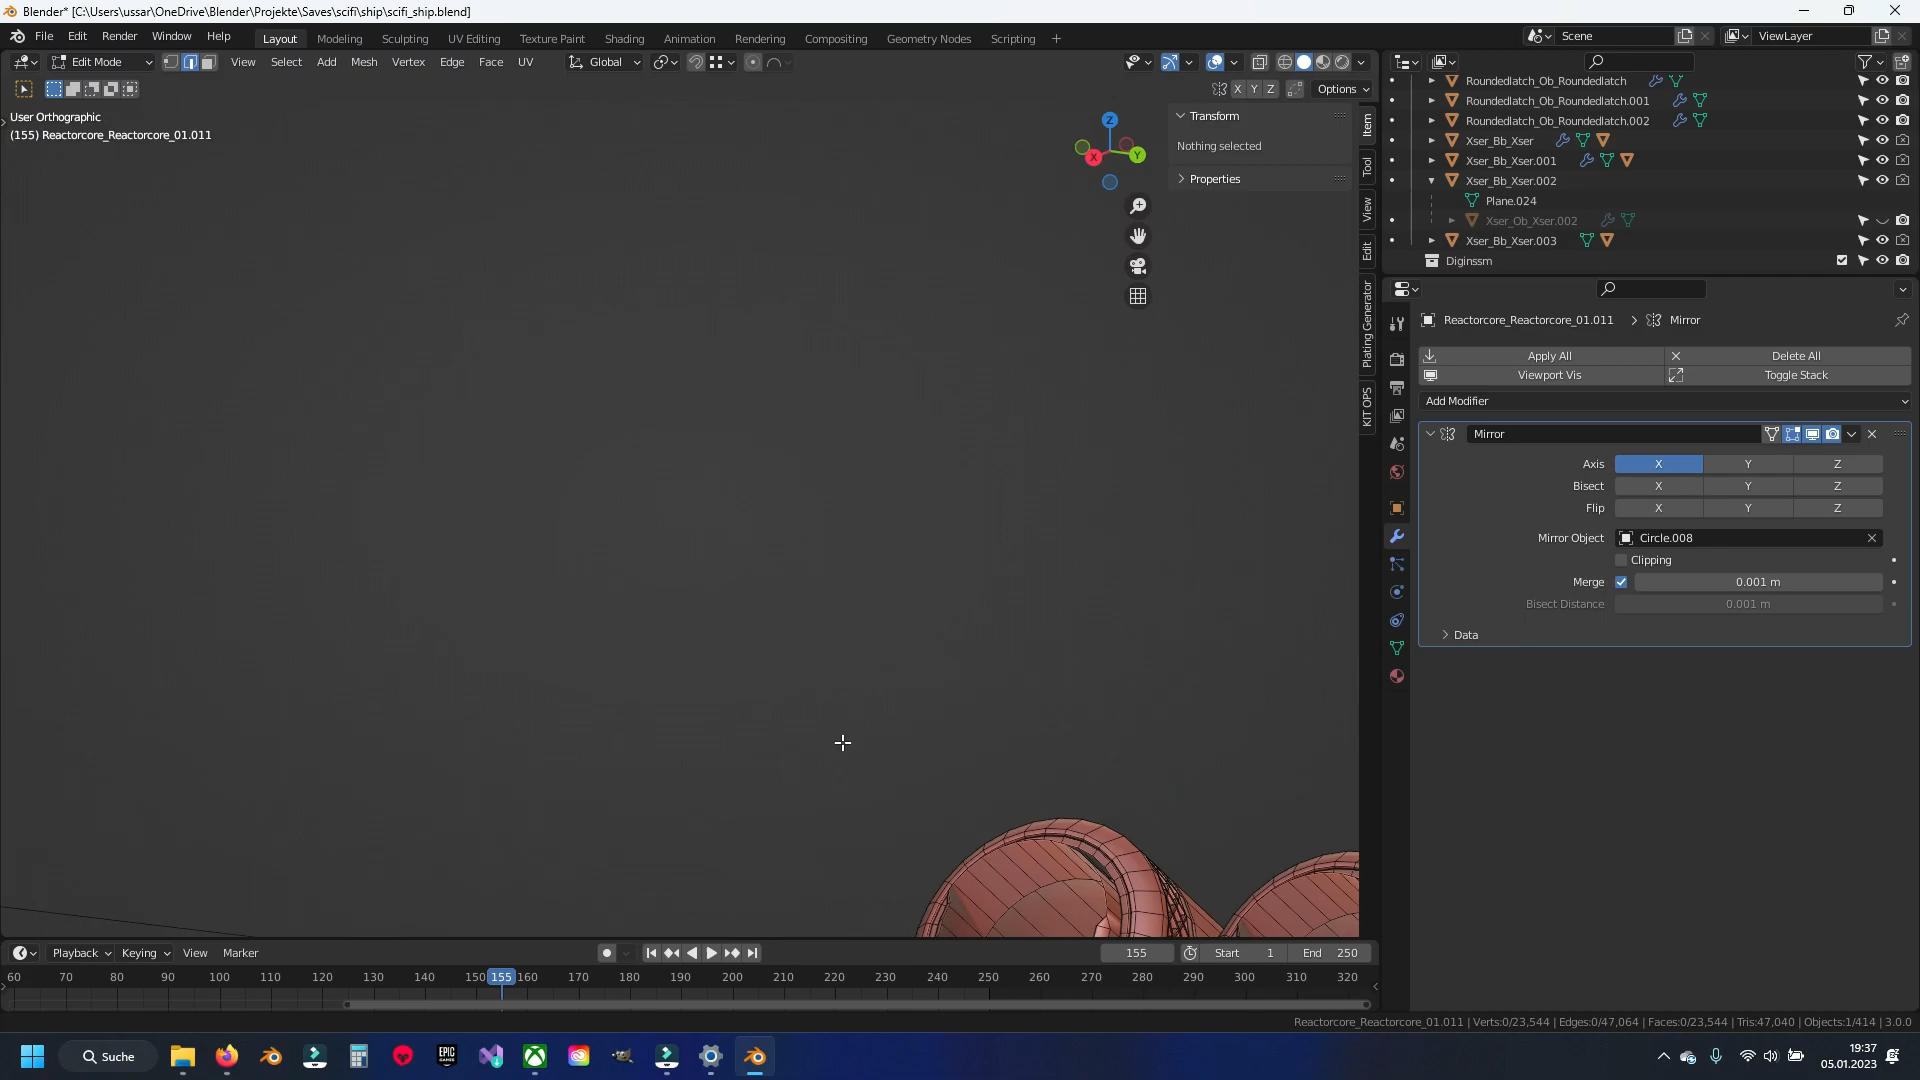 Blender* [C:\Users\ussar\OneDrive\Blender\Projekte\Saves\scifi\ship\scifi_ship.blend]
File Edit Render Window Help Layout Modeling Sculpting UV Editing Texture Paint Shading Animation Rendering Compositing Geometry Nodes Scripting + Scene ViewLayer
Edit Mode View Select Add Mesh Vertex Edge Face UV Global
X Y Z Options
User Orthographic
(155) Reactorcore_Reactorcore_01.011
Z
X
Y
Transform
Nothing selected
Properties
Item
Tool
View
Edit
Plating Generator
KIT OPS
Roundedlatch_Ob_Roundedlatch
Roundedlatch_Ob_Roundedlatch.001
Roundedlatch_Ob_Roundedlatch.002
Xser_Bb_Xser
Xser_Bb_Xser.001
Xser_Bb_Xser.002
Plane.024
Xser_Ob_Xser.002
Xser_Bb_Xser.003
Diginssm
Reactorcore_Reactorcore_01.011 Mirror
Apply All Delete All
Viewport Vis Toggle Stack
Add Modifier
Mirror
Axis X Y Z
Bisect X Y Z
Flip X Y Z
Mirror Object Circle.008
Clipping
Merge 0.001 m
Bisect Distance 0.001 m
Data
Playback Keying View Marker 155 Start 1 End 250
60 70 80 90 100 110 120 130 140 150 155 160 170 180 190 200 210 220 230 240 250 260 270 280 290 300 310 320
Reactorcore_Reactorcore_01.011 | Verts:0/23,544 | Edges:0/47,064 | Faces:0/23,544 | Tris:47,040 | Objects:1/414 | 3.0.0
Suche
EPIC GAMES
19:37
05.01.2023